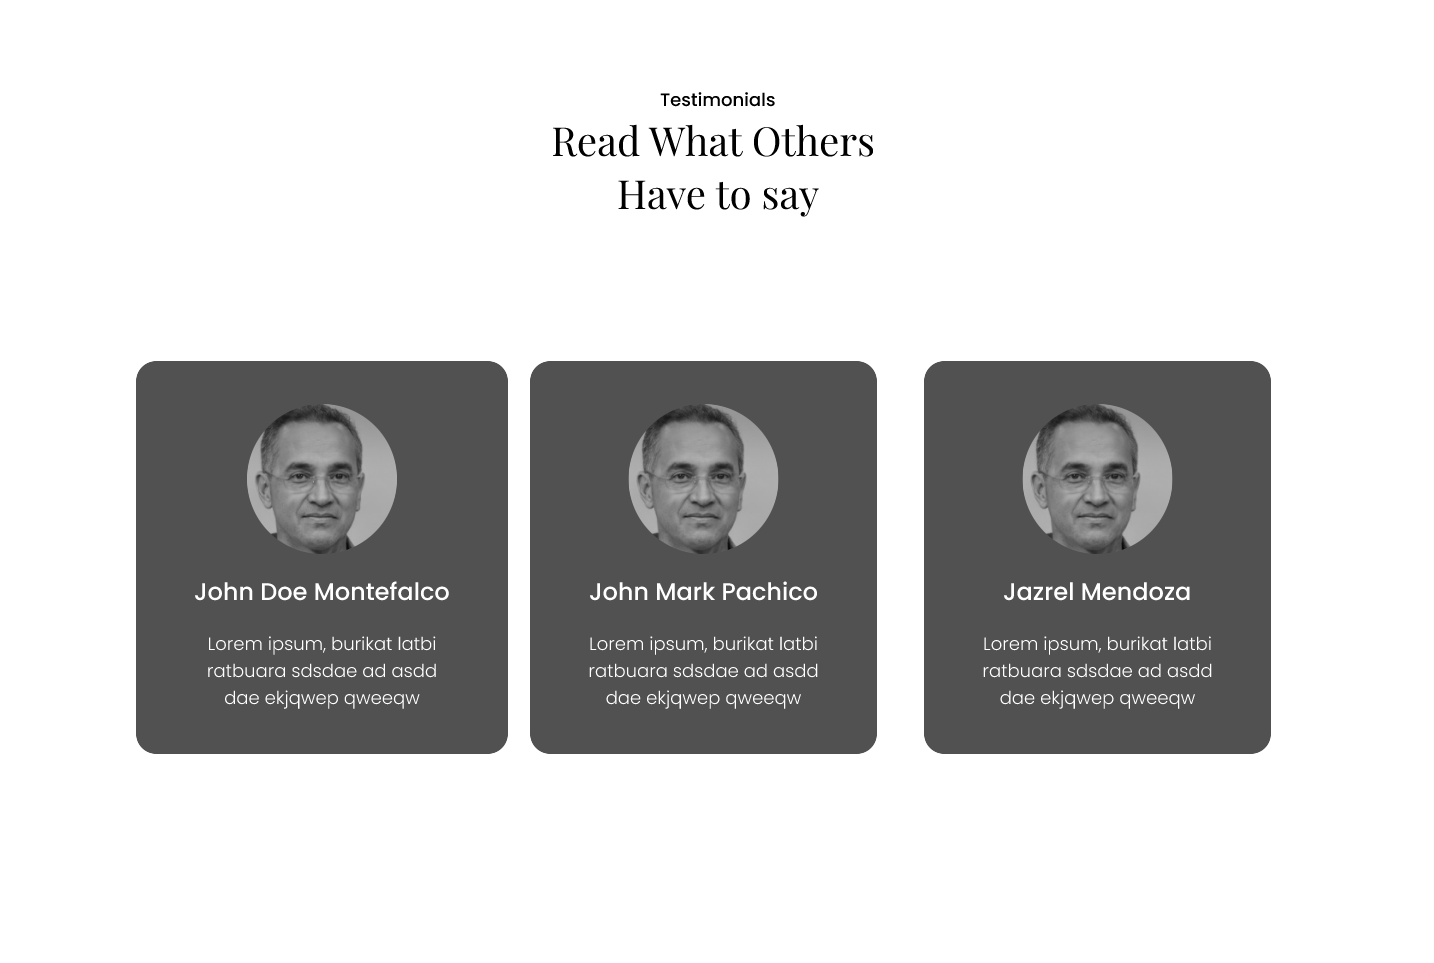 Testimonials
Read What Others
Have to say
John Doe Montefalco
Lorem ipsum, burikat latbi
ratbuara sdsdae ad asdd
dae ekjqwep qweeqw
John Mark Pachico
Lorem ipsum, burikat latbi
ratbuara sdsdae ad asdd
dae ekjqwep qweeqw
Jazrel Mendoza
Lorem ipsum, burikat latbi
ratbuara sdsdae ad asdd
dae ekjqwep qweeqw